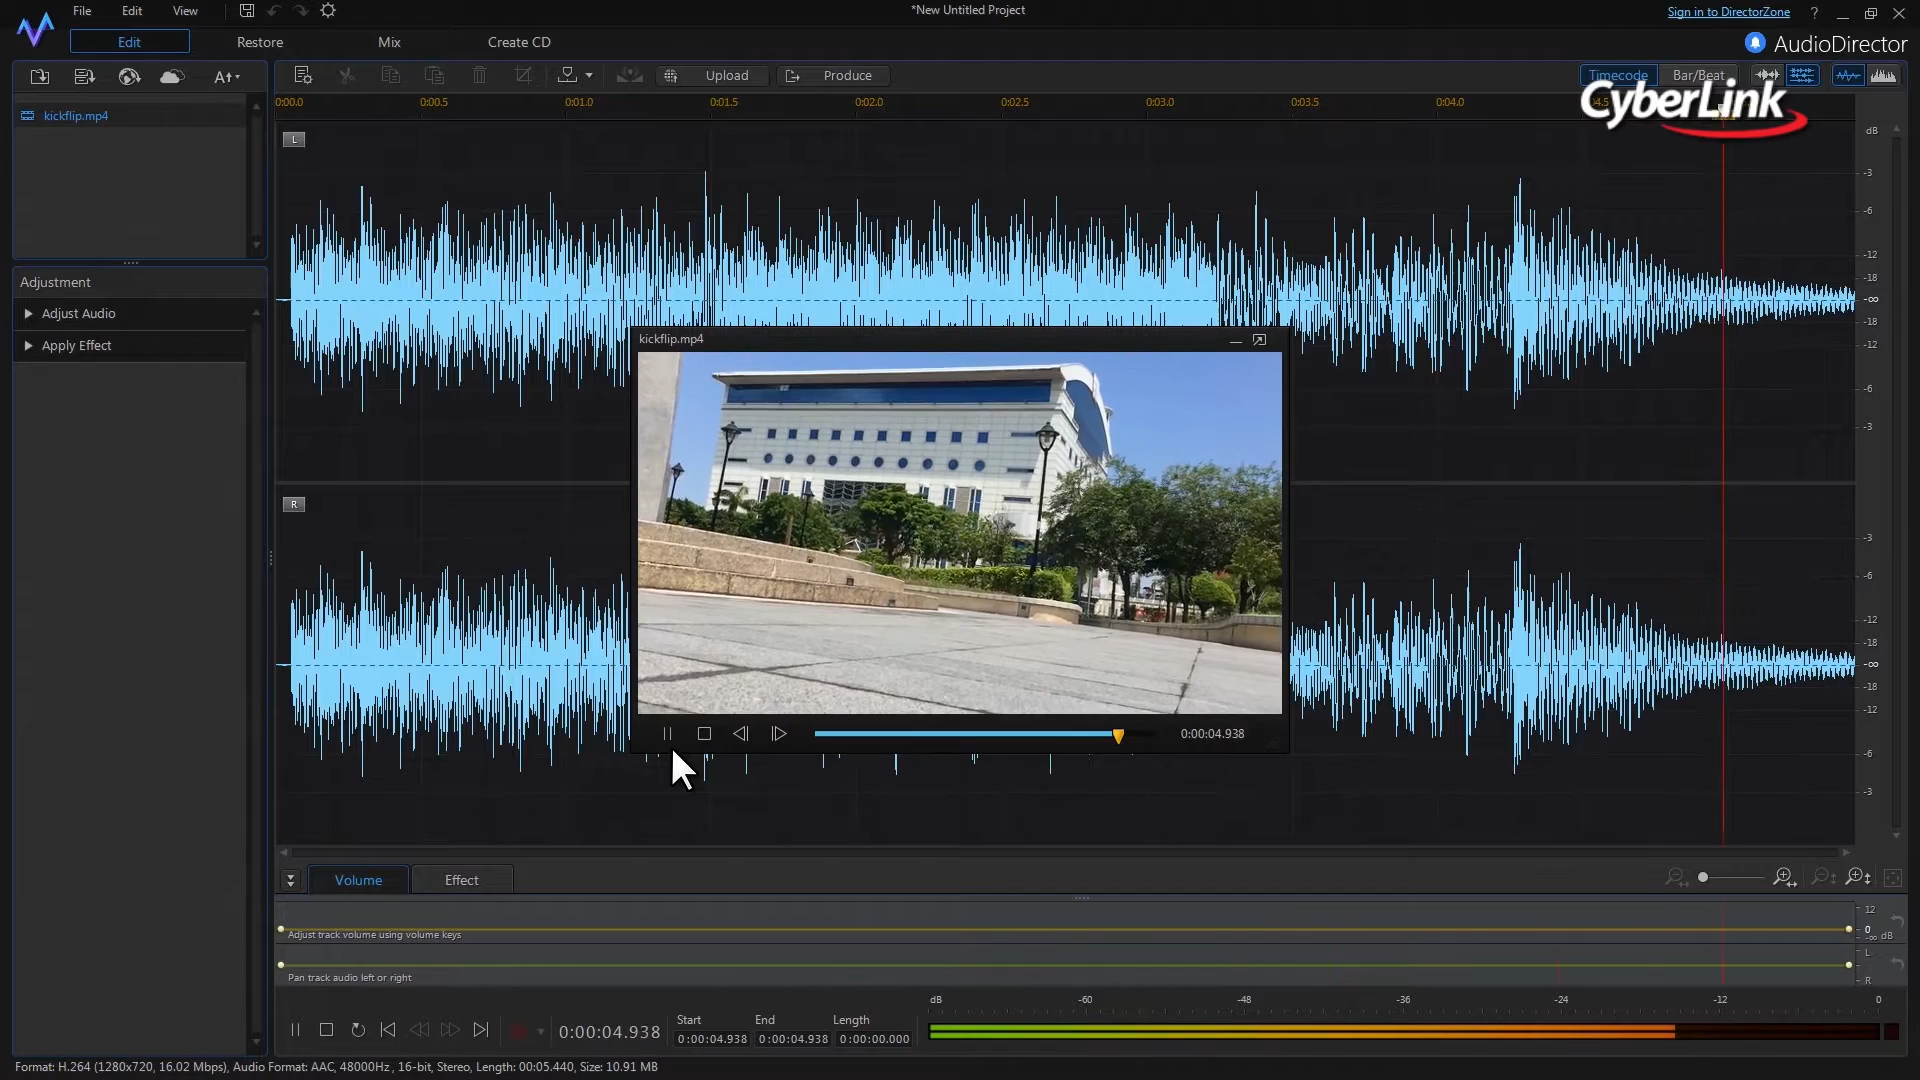 File Edit View
*New Untitled Project
Sign in to DirectorZone ?
Edit Restore Mix Create CD
AudioDirector
Upload Produce
Timecode Bar/Beat
CyberLink
kickflip.mp4
0:00.0 0:00.5 0:01.0 0:01.5 0:02.0 0:02.5 0:03.0 0:03.5 0:04.0
L
dB
-3
-6
-12
-18
-∞
-18
-12
-6
-3
Adjustment
Adjust Audio
Apply Effect
kickflip.mp4
0:00:04.938
R
-3
-6
-12
-18
-∞
-18
-12
-6
-3
Volume Effect
Adjust track volume using volume keys
12
0
-∞ dB
Pan track audio left or right
L
R
dB -60 -48 -36 -24 -12 0
0:00:04.938
Start End Length
0:00:04.938 0:00:04.938 0:00:00.000
Format: H.264 (1280x720, 16.02 Mbps), Audio Format: AAC, 48000Hz , 16-bit, Stereo, Length: 00:05.440, Size: 10.91 MB